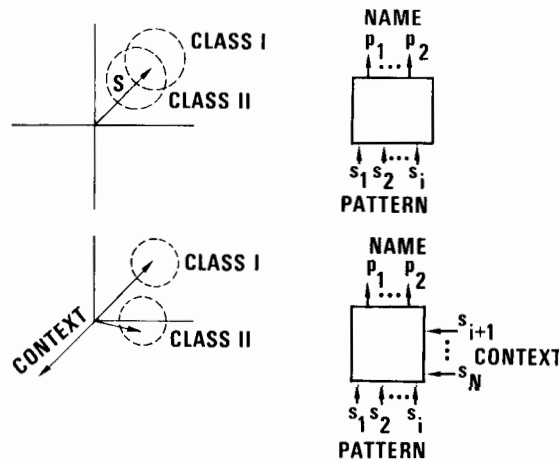 CLASS I
S
CLASS II
NAME
p1 ... p2
s1 s2 ... si
PATTERN
CLASS I
CLASS II
CONTEXT
NAME
p1 ... p2
si+1
⋮ CONTEXT
sN
s1 s2 ... si
PATTERN